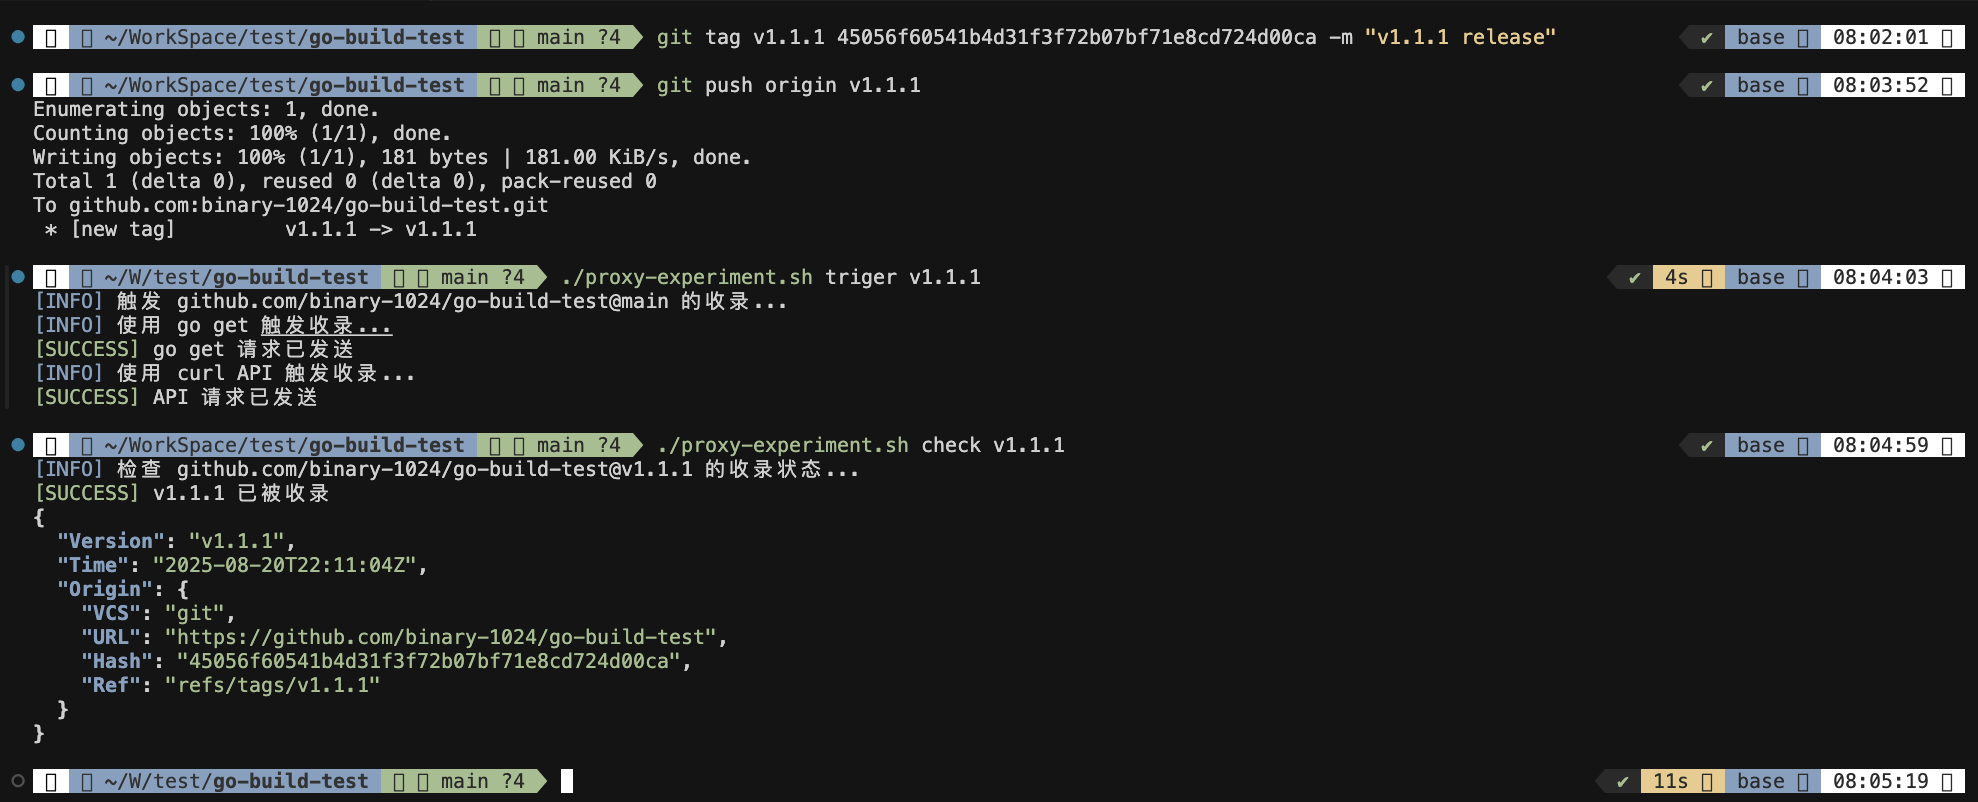 ~/WorkSpace/test/go-build-test main ?4 git tag v1.1.1 45056f60541b4d31f3f72b07bf71e8cd724d00ca -m "v1.1.1 release" ✔ base 08:02:01
~/WorkSpace/test/go-build-test main ?4 git push origin v1.1.1 ✔ base 08:03:52
Enumerating objects: 1, done.
Counting objects: 100% (1/1), done.
Writing objects: 100% (1/1), 181 bytes | 181.00 KiB/s, done.
Total 1 (delta 0), reused 0 (delta 0), pack-reused 0
To github.com:binary-1024/go-build-test.git
* [new tag] v1.1.1 -> v1.1.1
~/W/test/go-build-test main ?4 ./proxy-experiment.sh triger v1.1.1 ✔ 4s base 08:04:03
[INFO] 触发 github.com/binary-1024/go-build-test@main 的收录...
[INFO] 使用 go get 触发收录...
[SUCCESS] go get 请求已发送
[INFO] 使用 curl API 触发收录...
[SUCCESS] API 请求已发送
~/WorkSpace/test/go-build-test main ?4 ./proxy-experiment.sh check v1.1.1 ✔ base 08:04:59
[INFO] 检查 github.com/binary-1024/go-build-test@v1.1.1 的收录状态...
[SUCCESS] v1.1.1 已被收录
{
"Version": "v1.1.1",
"Time": "2025-08-20T22:11:04Z",
"Origin": {
"VCS": "git",
"URL": "https://github.com/binary-1024/go-build-test",
"Hash": "45056f60541b4d31f3f72b07bf71e8cd724d00ca",
"Ref": "refs/tags/v1.1.1"
}
}
~/W/test/go-build-test main ?4 ✔ 11s base 08:05:19